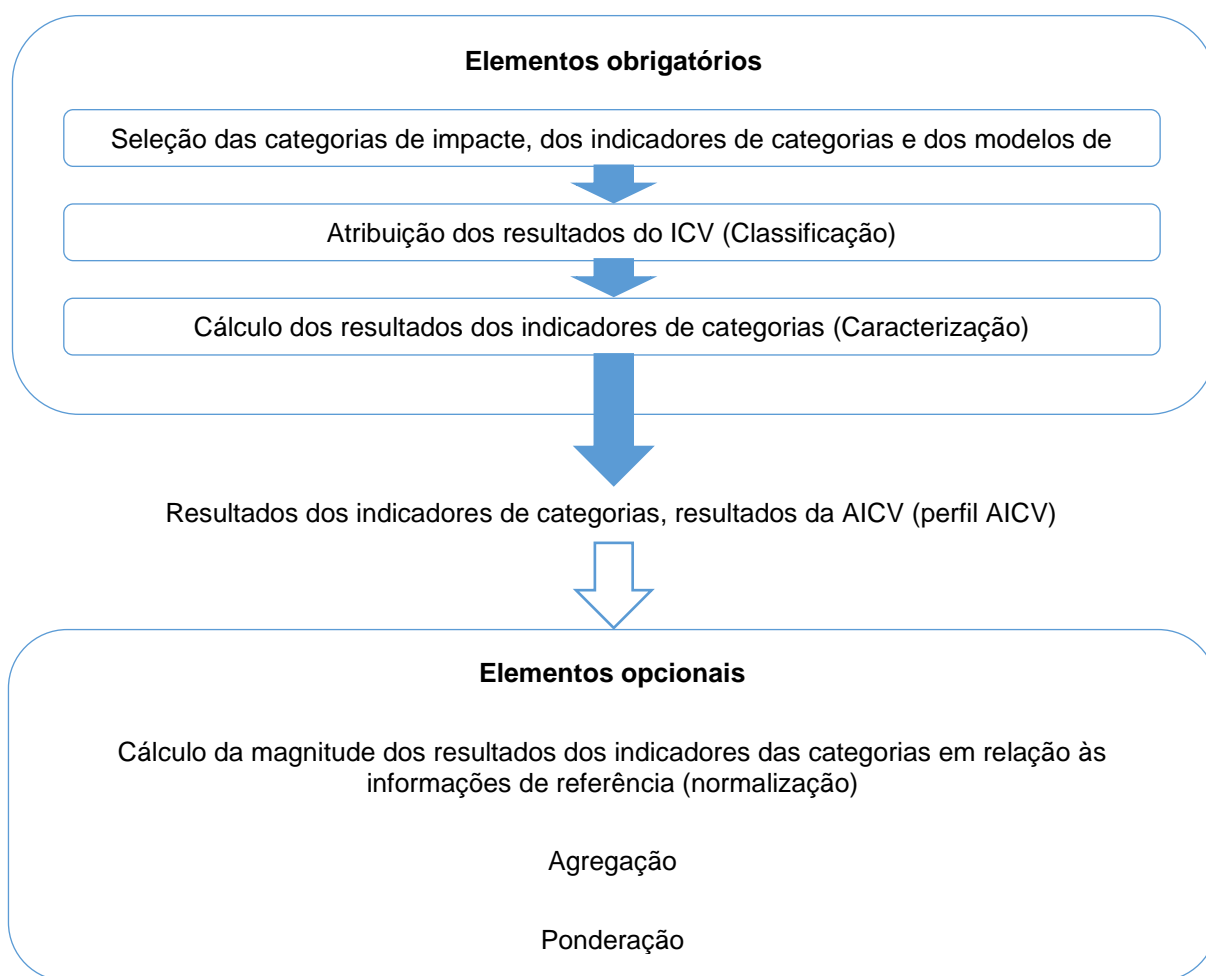 Elementos obrigatórios
Seleção das categorias de impacte, dos indicadores de categorias e dos modelos de
Atribuição dos resultados do ICV (Classificação)
Cálculo dos resultados dos indicadores de categorias (Caracterização)
Resultados dos indicadores de categorias, resultados da AICV (perfil AICV)
Elementos opcionais
Cálculo da magnitude dos resultados dos indicadores das categorias em relação às
informações de referência (normalização)
Agregação
Ponderação